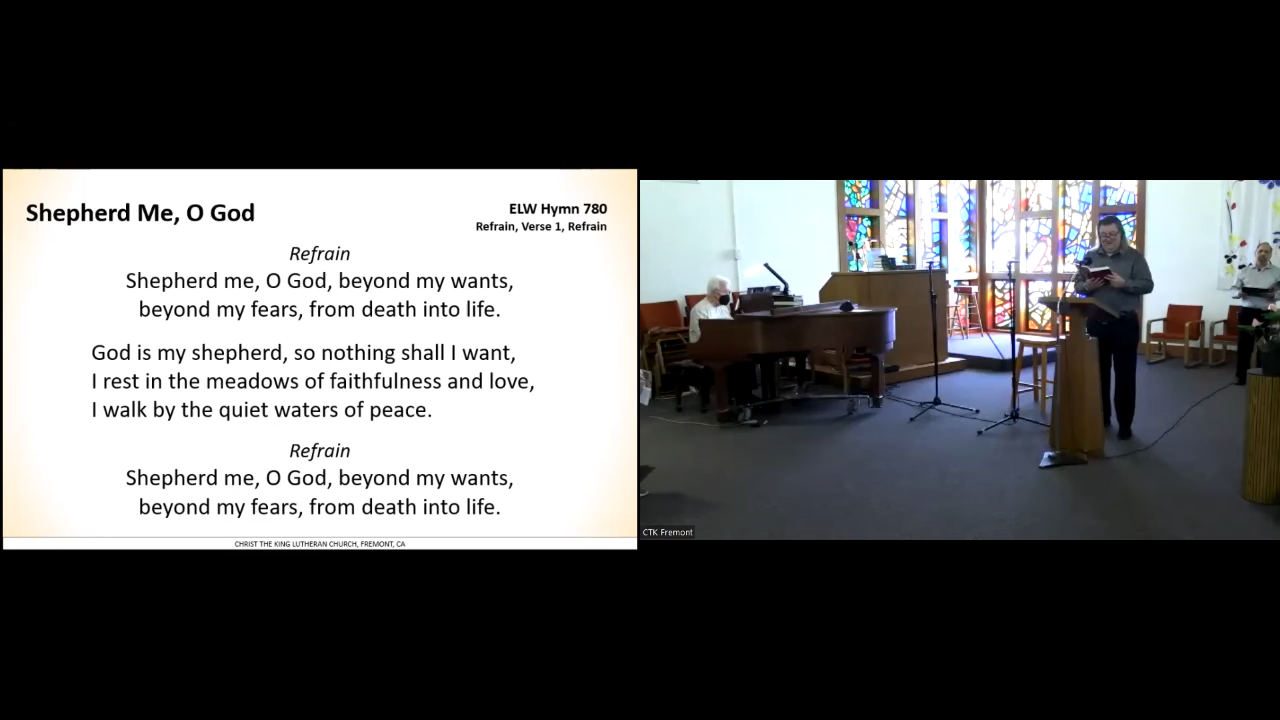 Shepherd Me, O God
ELW Hymn 780
Refrain, Verse 1, Refrain
Refrain
Shepherd me, O God, beyond my wants,
beyond my fears, from death into life.
God is my shepherd, so nothing shall I want,
I rest in the meadows of faithfulness and love,
I walk by the quiet waters of peace.
Refrain
Shepherd me, O God, beyond my wants,
beyond my fears, from death into life.
CHRIST THE KING LUTHERAN CHURCH, FREMONT, CA
CTK Fremont